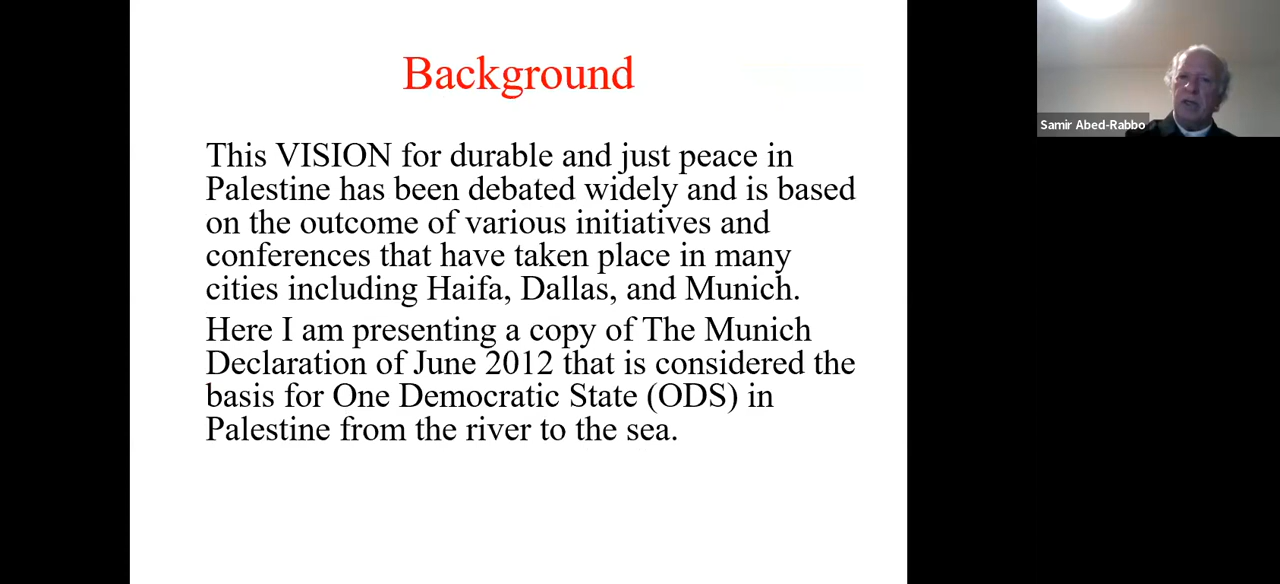 Background
This VISION for durable and just peace in
Palestine has been debated widely and is based
on the outcome of various initiatives and
conferences that have taken place in many
cities including Haifa, Dallas, and Munich.
Here I am presenting a copy of The Munich
Declaration of June 2012 that is considered the
basis for One Democratic State (ODS) in
Palestine from the river to the sea.
Samir Abed-Rabbo